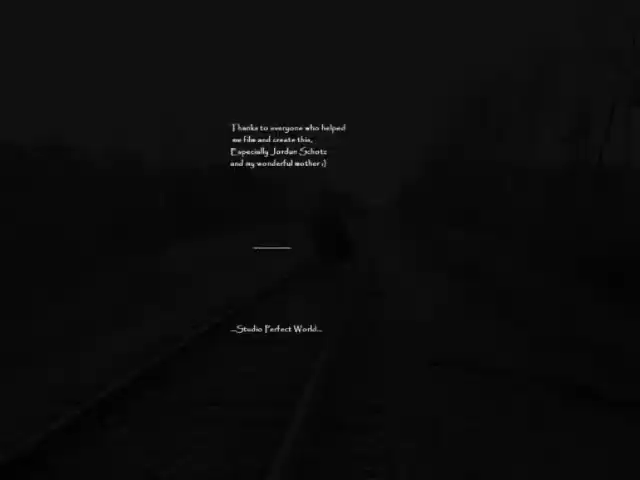 Thanks to everyone who helped
me film and create this,
Especially Jordan Schotz
and my wonderful mother :)
...Studio Perfect World...